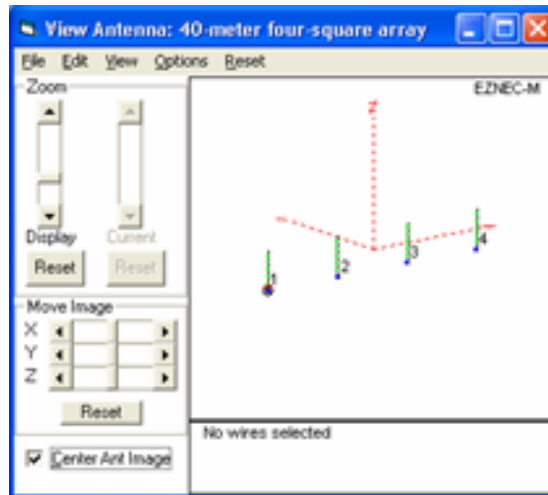 View Antenna: 40-meter four-square array
File Edit View Options Reset
Zoom
EZNEC-M
Z
Display Current
Reset Reset
1 2 3 4
Move Image
X
Y
Z
Reset
No wires selected
Center Ant Image